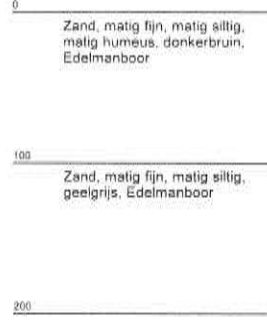 0
Zand, matig fijn, matig siltig,
matig humeus, donkerbruin,
Edelmanboor
100
Zand, matig fijn, matig siltig,
geelgrijs, Edelmanboor
200